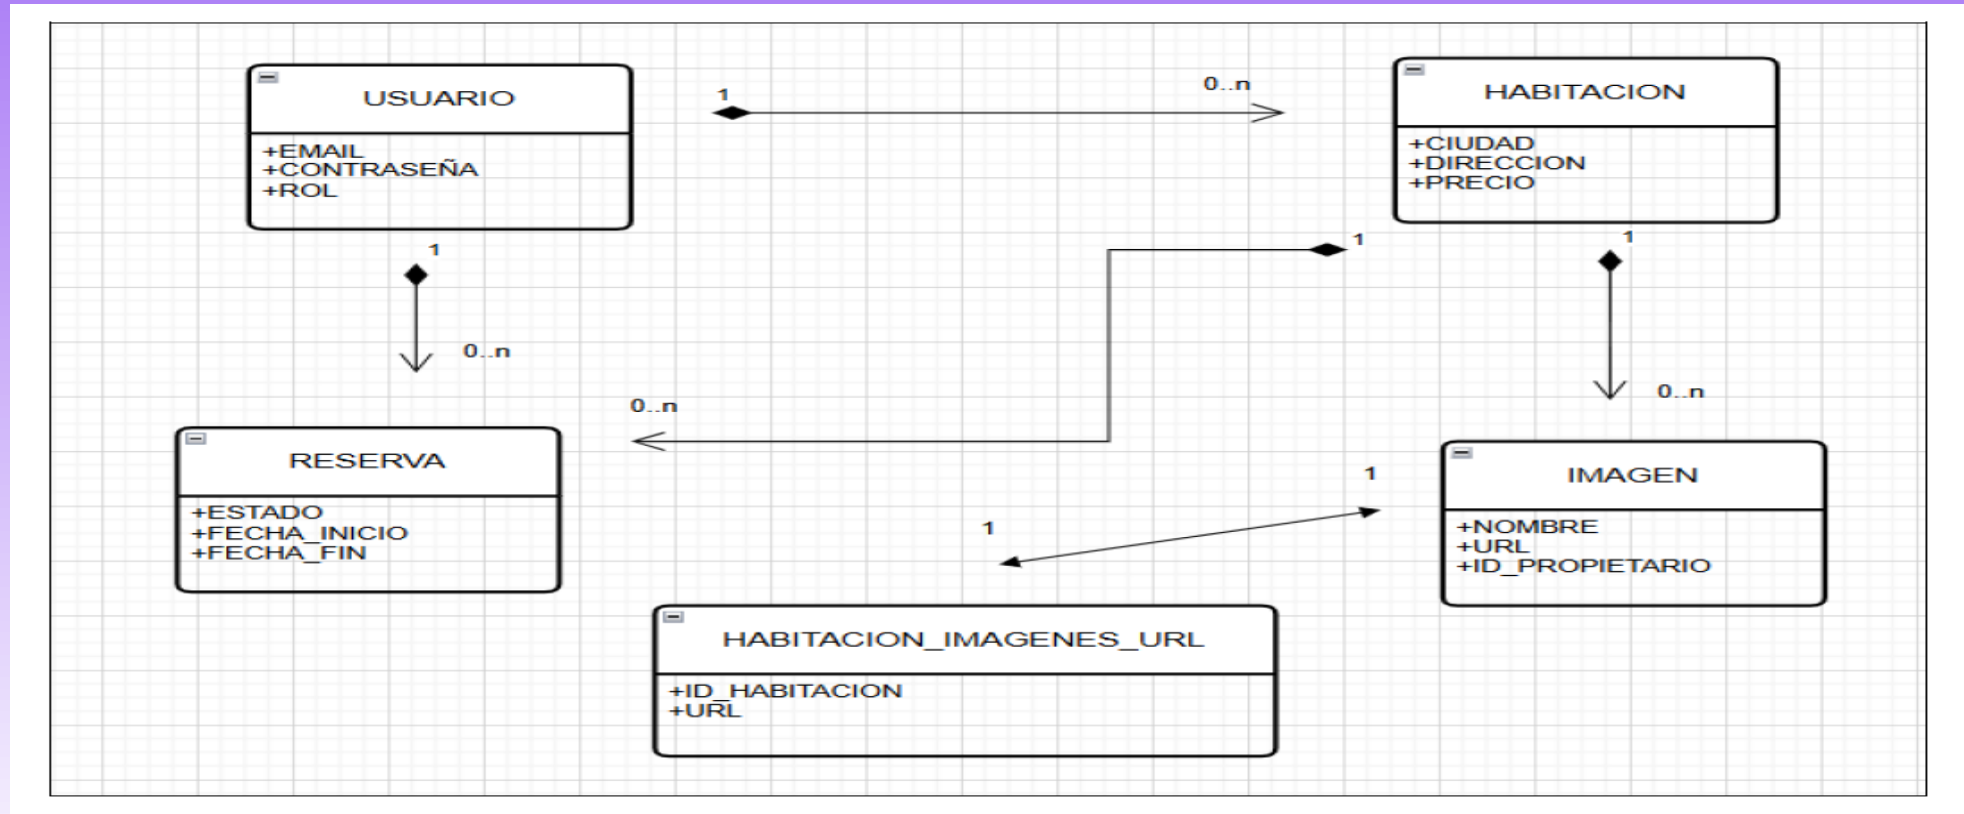 USUARIO
+EMAIL
+CONTRASEÑA
+ROL
1
0..n
HABITACION
+CIUDAD
+DIRECCION
+PRECIO
1
0..n
1
0..n
1
0..n
RESERVA
+ESTADO
+FECHA_INICIO
+FECHA_FIN
1
1
IMAGEN
+NOMBRE
+URL
+ID_PROPIETARIO
HABITACION_IMAGENES_URL
+ID_HABITACION
+URL